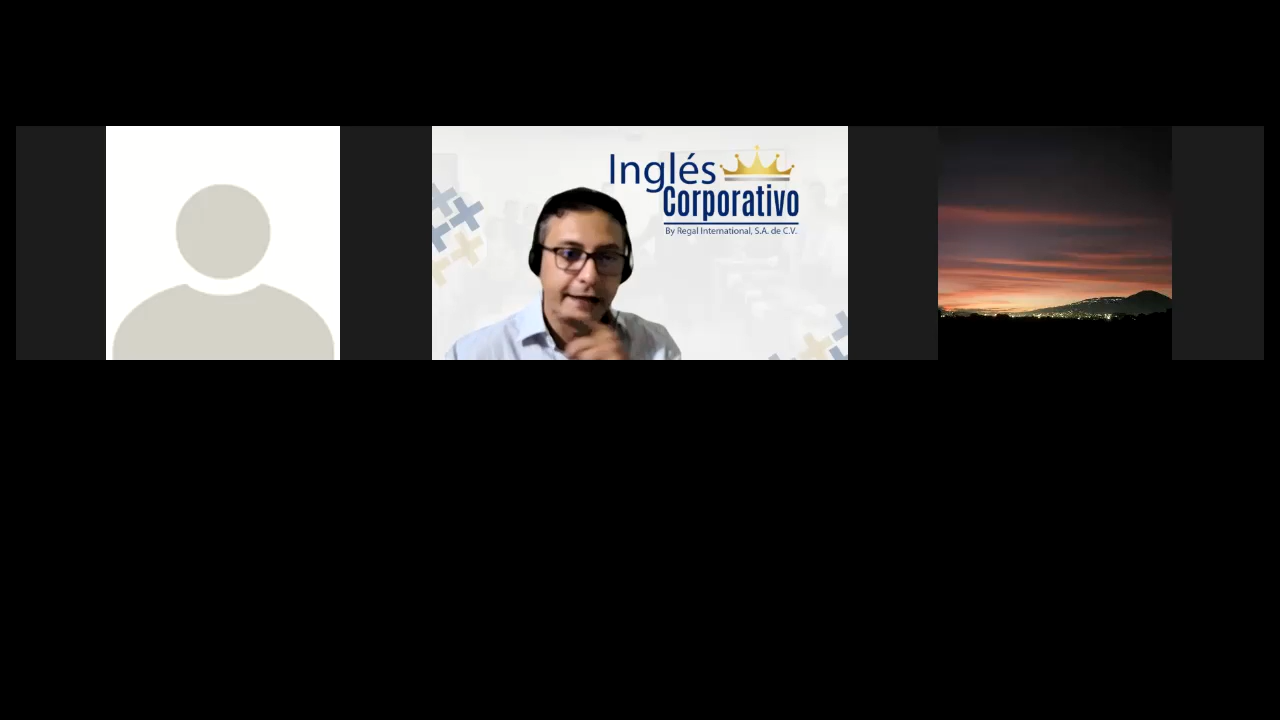 Inglés
Corporativo
By Regal International, S.A. de C.V.